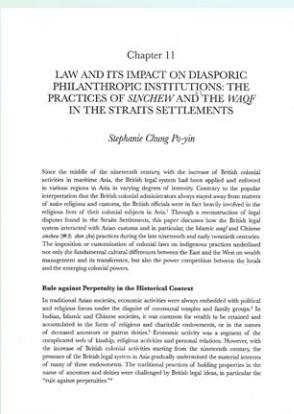 Chapter 11
LAW AND ITS IMPACT ON DIASPORIC
PHILANTHROPIC INSTITUTIONS: THE
PRACTICES OF SINCHEW AND THE WAQF
IN THE STRAITS SETTLEMENTS
Stephanie Chung Po-yin
Since the middle of the nineteenth century, with the increase of British colonial
activities in maritime Asia, the British legal system had been applied and enforced
in various regions in Asia in varying degrees of intensity. Contrary to the popular
interpretation that the British colonial administrators always stayed away from matters
of native religions and customs, the British officials were in fact heavily involved in the
religious lives of their colonial subjects in Asia.¹ Through a reconstruction of legal
disputes found in the Straits Settlements, this paper discusses how the British legal
system interacted with Asian customs and in particular, the Islamic waqf and Chinese
sinchew (神主 shen zhu) practices during the late nineteenth and early twentieth centuries.
The imposition or customization of colonial laws on indigenous practices underlined
not only the fundamental cultural differences between the East and the West on wealth
management and its transference, but also the power competition between the locals
and the emerging colonial powers.
Rule against Perpetuity in the Historical Context
In traditional Asian societies, economic activities were always embedded with political
and religious forces under the disguise of communal temples and family groups.² In
Indian, Islamic and Chinese societies, it was common for wealth to be retained and
accumulated in the form of religious and charitable endowments, or in the names
of deceased ancestors or patron deities.³ Economic activity was a segment of the
complicated web of kinship, religious activities and personal relations. However, with
the increase of British colonial activities starting from the nineteenth century, the
presence of the British legal system in Asia gradually undermined the material interests
of many of these endowments. The traditional practices of holding properties in the
name of ancestors and deities were challenged by British legal ideas, in particular the
"rule against perpetuities."⁴